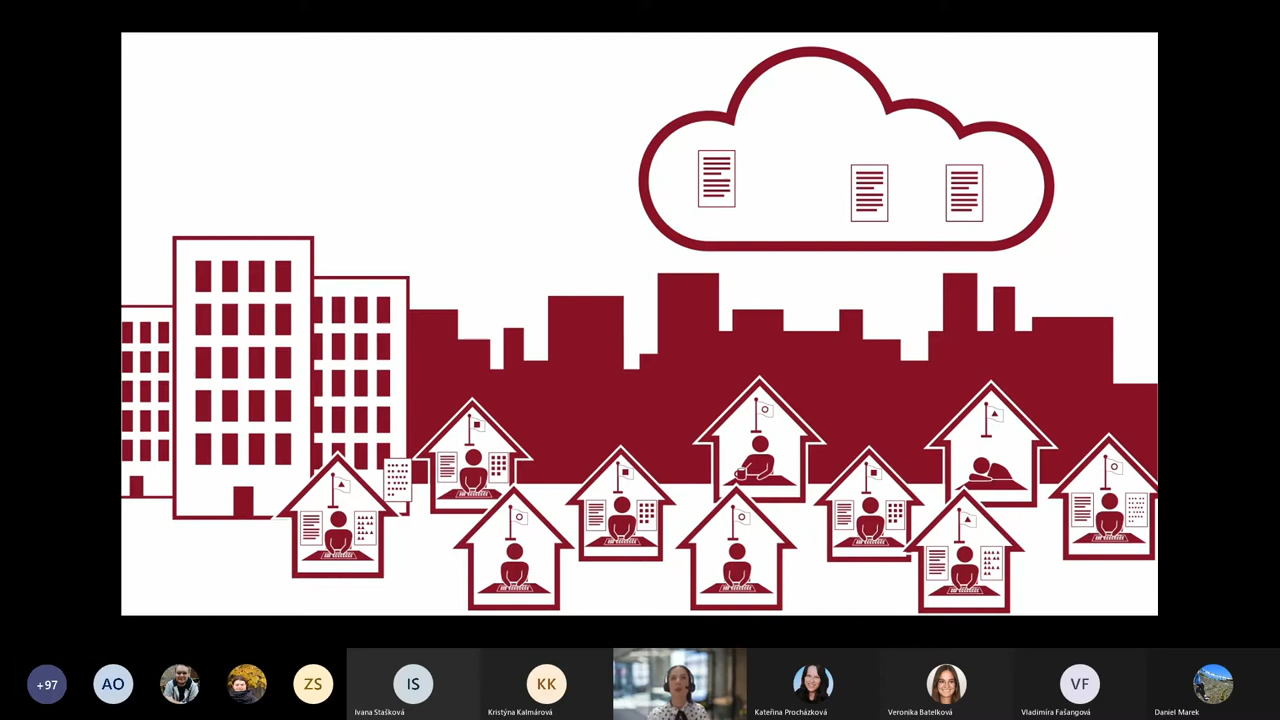 +97
AO
ZS
IS
Ivana Stašková
KK
Kristýna Kalmárová
Kateřina Procházková
Veronika Batelková
VF
Vladimíra Fašangová
Daniel Marek